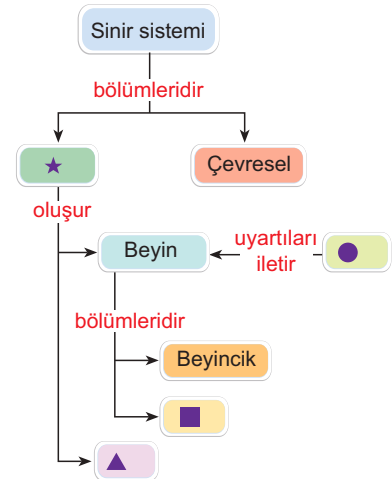 Sinir sistemi
bölümleridir
Çevresel
oluşur
Beyin
uyartıları
iletir
bölümleridir
Beyincik